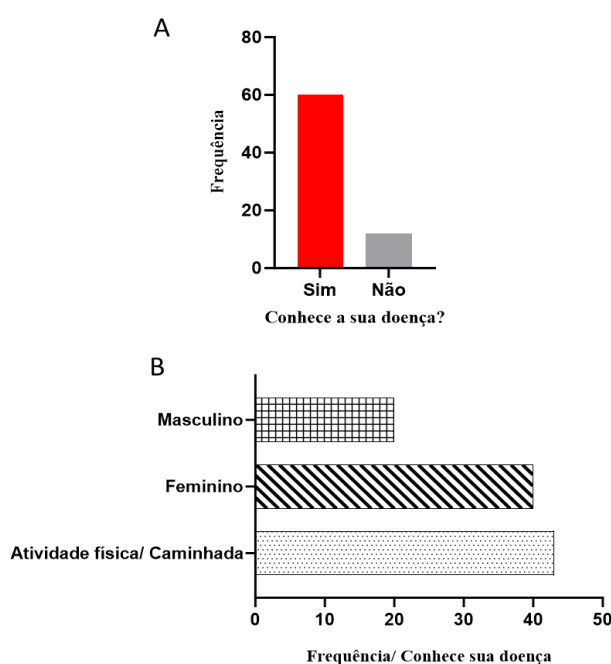 A
80
60
40
20
0
Frequência
Sim Não
Conhece a sua doença?
B
Masculino
Feminino
Atividade física/ Caminhada
0 10 20 30 40 50
Frequência/ Conhece sua doença